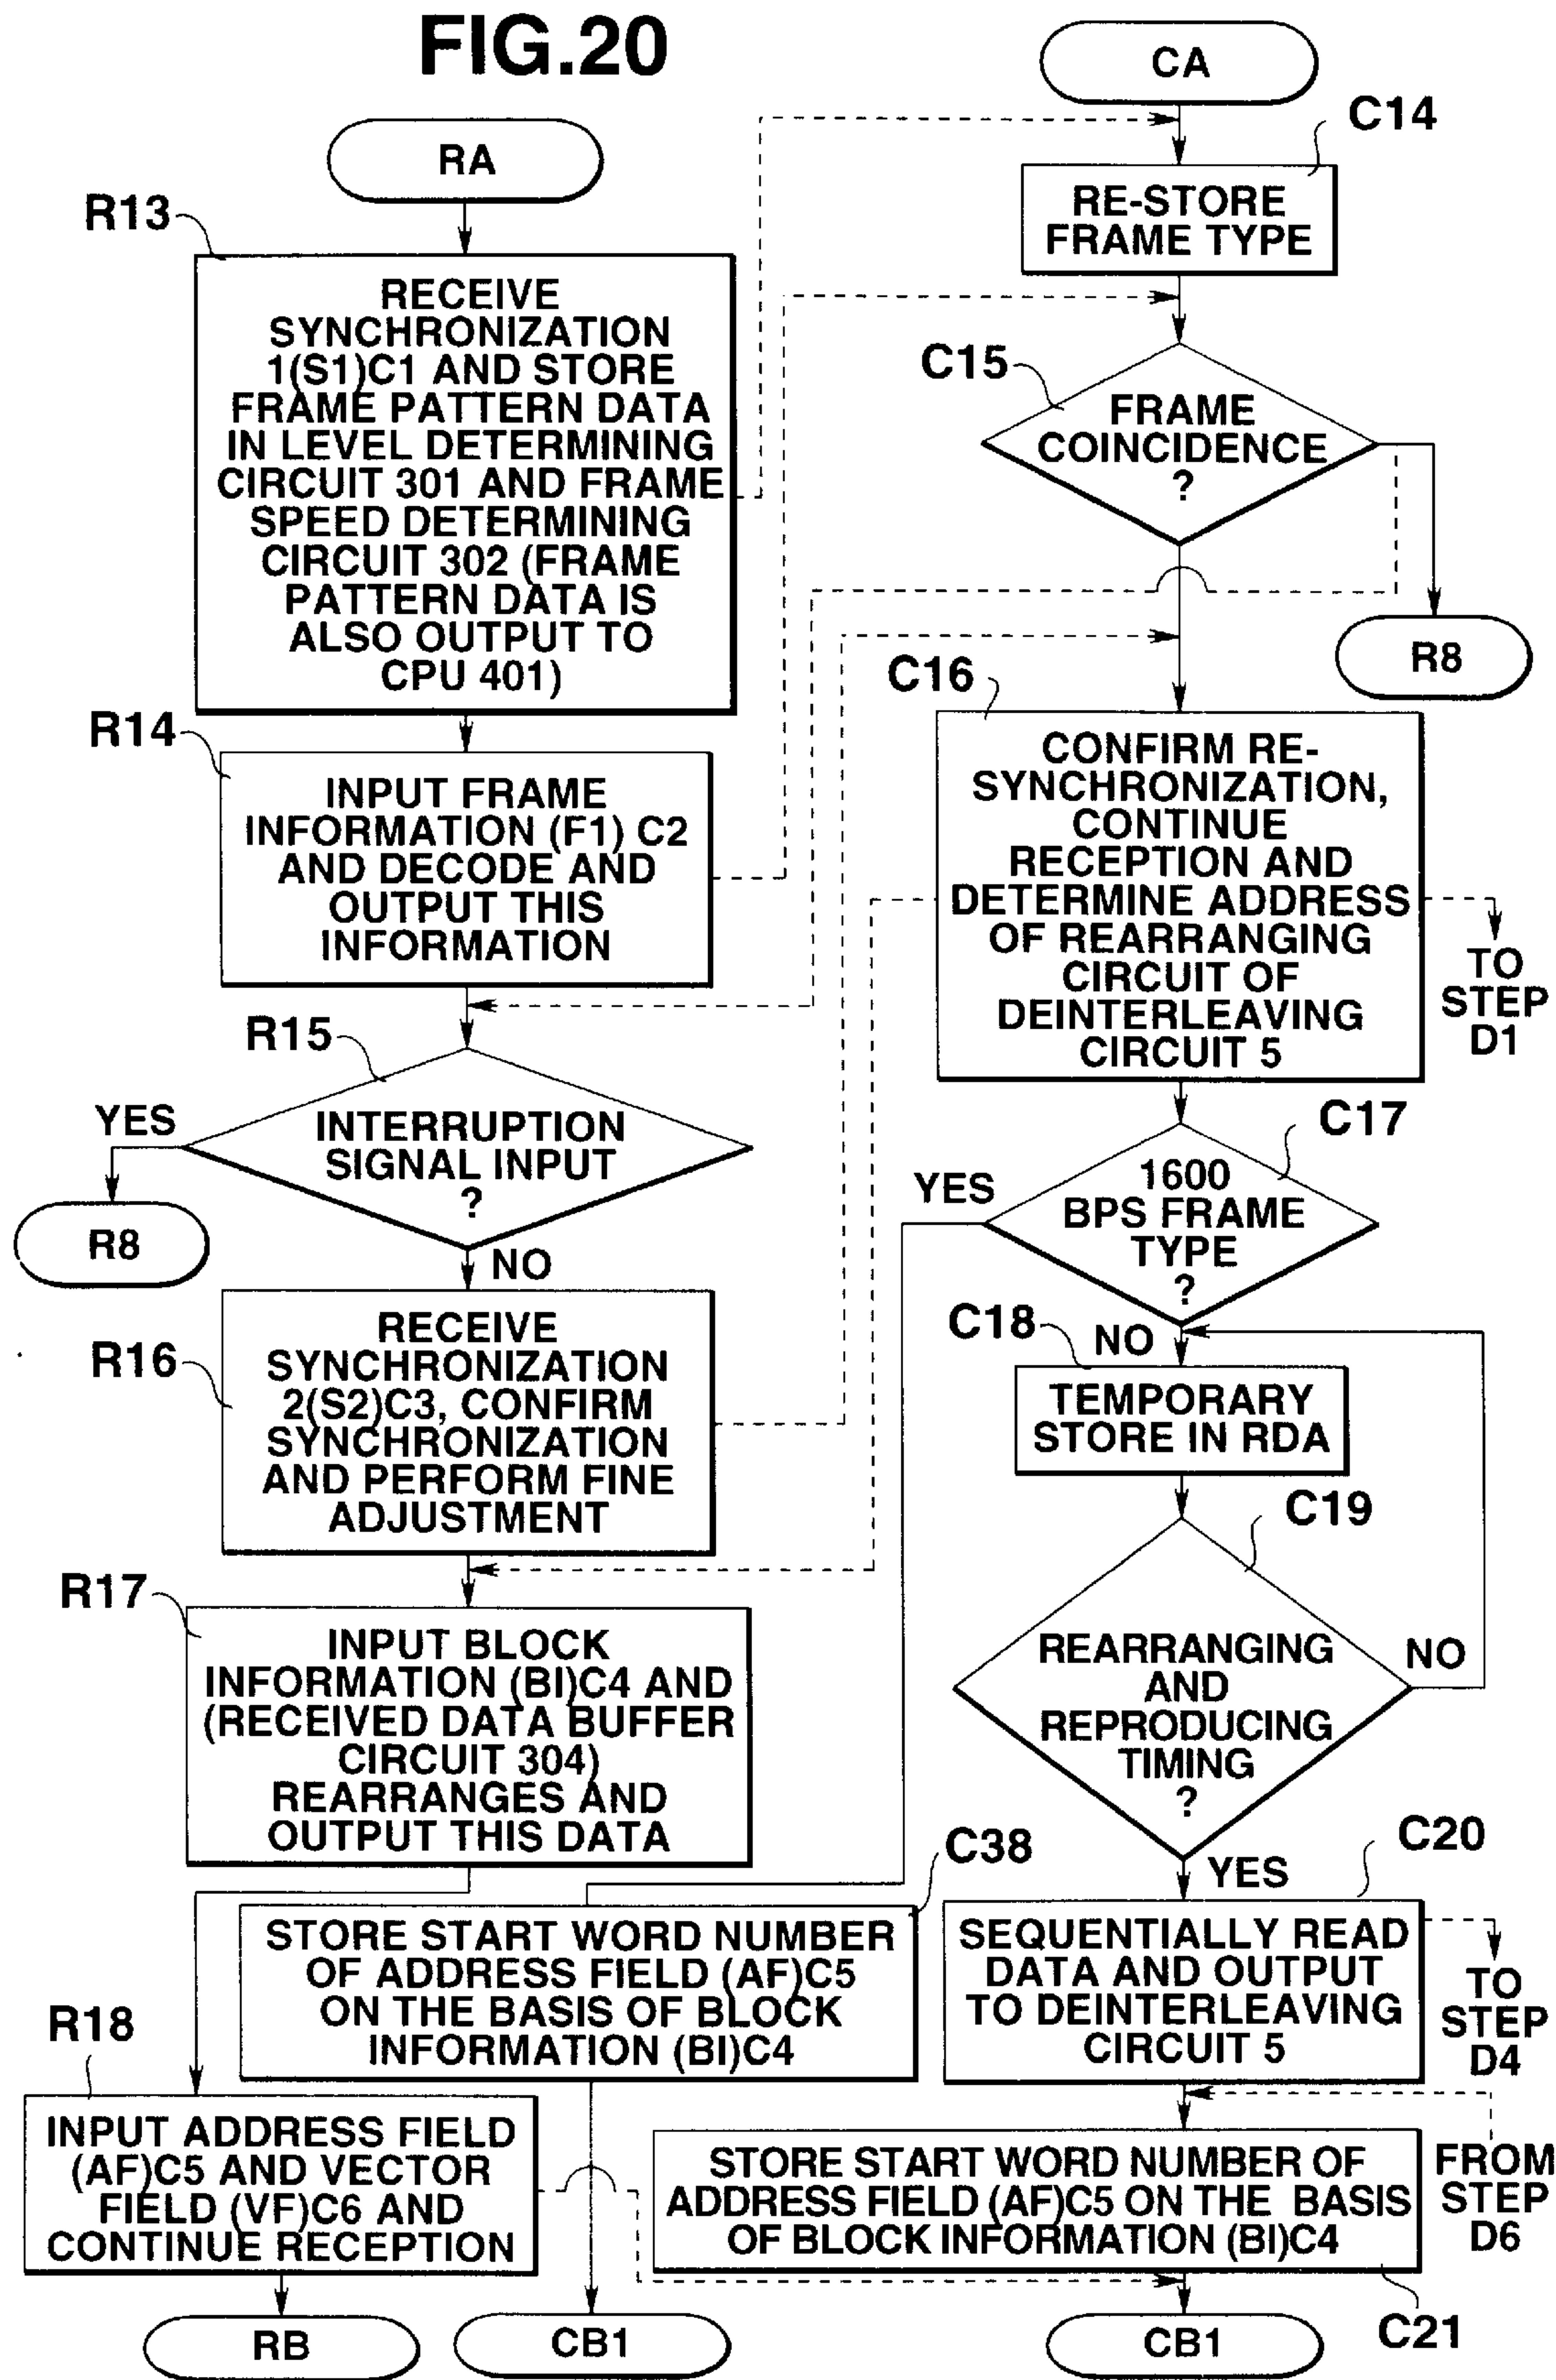 FIG.20
RA
R13
RECEIVE
SYNCHRONIZATION
1(S1)C1 AND STORE
FRAME PATTERN DATA
IN LEVEL DETERMINING
CIRCUIT 301 AND FRAME
SPEED DETERMINING
CIRCUIT 302 (FRAME
PATTERN DATA IS
ALSO OUTPUT TO
CPU 401)
R14
INPUT FRAME
INFORMATION (F1) C2
AND DECODE AND
OUTPUT THIS
INFORMATION
R15
INTERRUPTION
SIGNAL INPUT
?
YES
R8
NO
R16
RECEIVE
SYNCHRONIZATION
2(S2)C3, CONFIRM
SYNCHRONIZATION
AND PERFORM FINE
ADJUSTMENT
R17
INPUT BLOCK
INFORMATION (BI)C4 AND
(RECEIVED DATA BUFFER
CIRCUIT 304)
REARRANGES AND
OUTPUT THIS DATA
R18
INPUT ADDRESS FIELD
(AF)C5 AND VECTOR
FIELD (VF)C6 AND
CONTINUE RECEPTION
RB
CA
C14
RE-STORE
FRAME TYPE
C15
FRAME
COINCIDENCE
?
R8
C16
CONFIRM RE-
SYNCHRONIZATION,
CONTINUE
RECEPTION AND
DETERMINE ADDRESS
OF REARRANGING
CIRCUIT OF
DEINTERLEAVING
CIRCUIT 5
TO
STEP
D1
C17
1600
BPS FRAME
TYPE
?
YES
NO
C18
TEMPORARY
STORE IN RDA
C19
REARRANGING
AND
REPRODUCING
TIMING
?
NO
YES
C38
STORE START WORD NUMBER
OF ADDRESS FIELD (AF)C5
ON THE BASIS OF BLOCK
INFORMATION (BI)C4
CB1
C20
SEQUENTIALLY READ
DATA AND OUTPUT
TO DEINTERLEAVING
CIRCUIT 5
TO
STEP
D4
FROM
STEP
D6
STORE START WORD NUMBER OF
ADDRESS FIELD (AF)C5 ON THE BASIS
OF BLOCK INFORMATION (BI)C4
C21
CB1